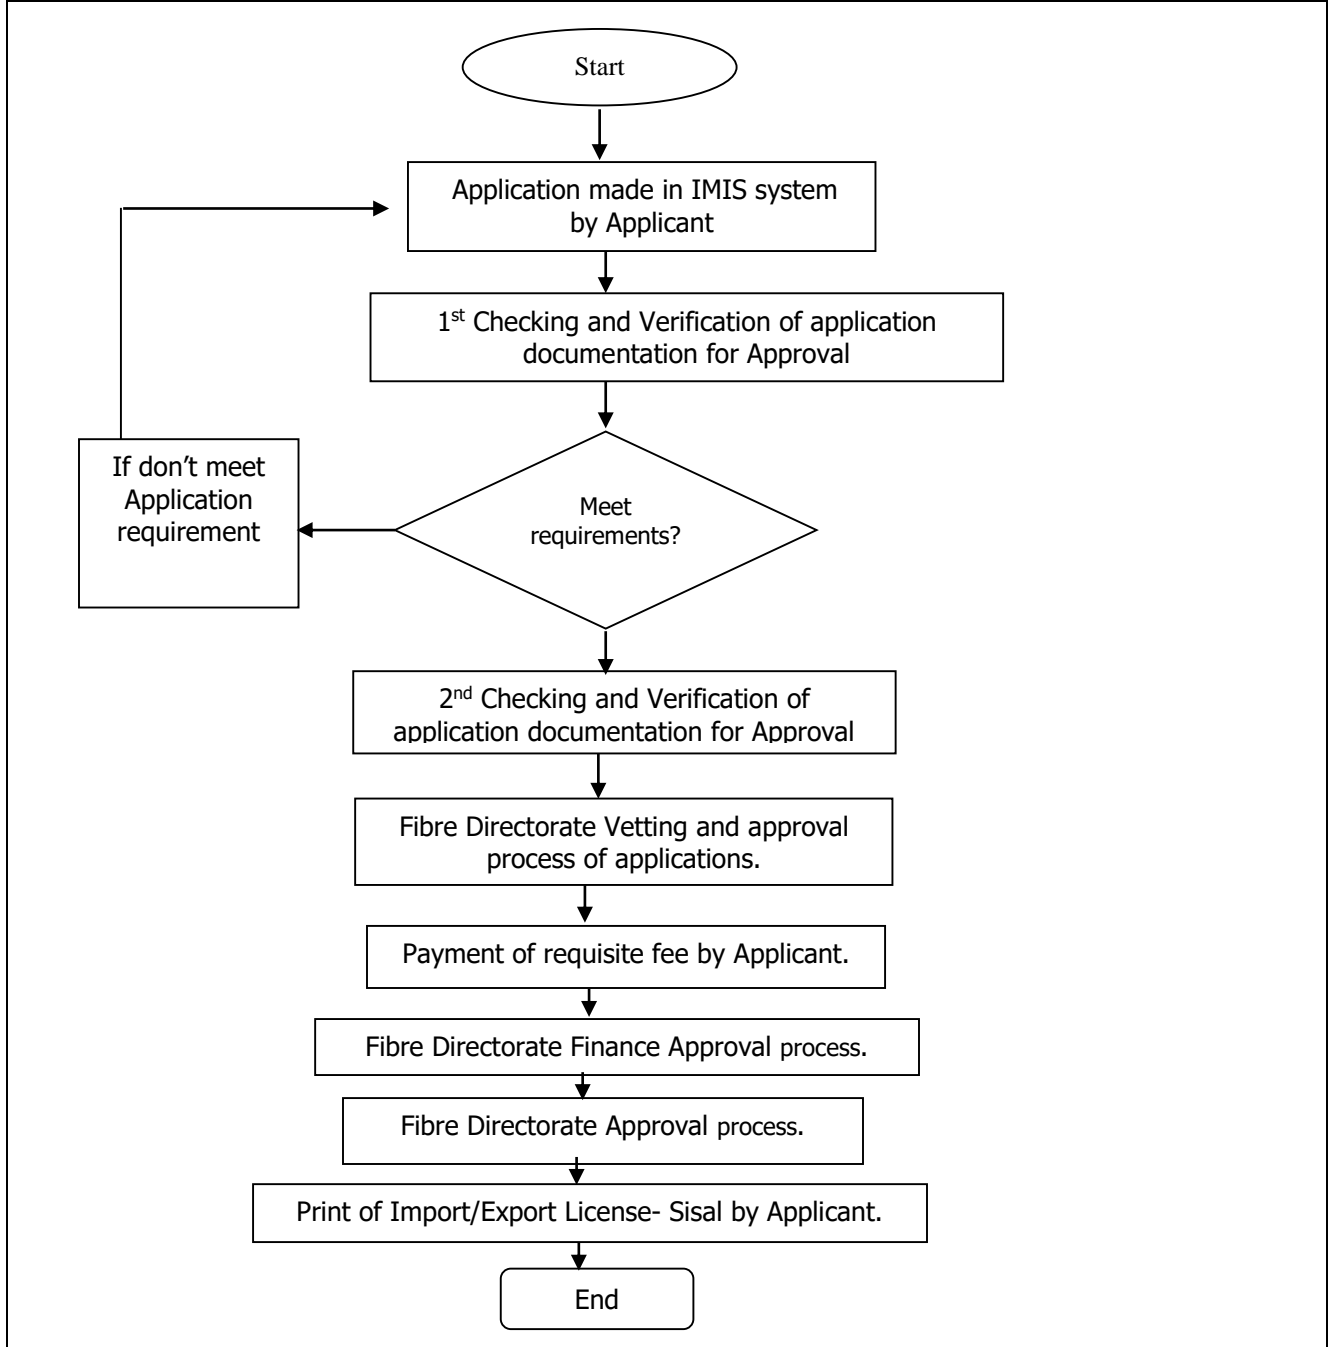 Start
Application made in IMIS system
by Applicant
1st Checking and Verification of application
documentation for Approval
If don’t meet
Application
requirement
Meet
requirements?
2nd Checking and Verification of
application documentation for Approval
Fibre Directorate Vetting and approval
process of applications.
Payment of requisite fee by Applicant.
Fibre Directorate Finance Approval process.
Fibre Directorate Approval process.
Print of Import/Export License- Sisal by Applicant.
End